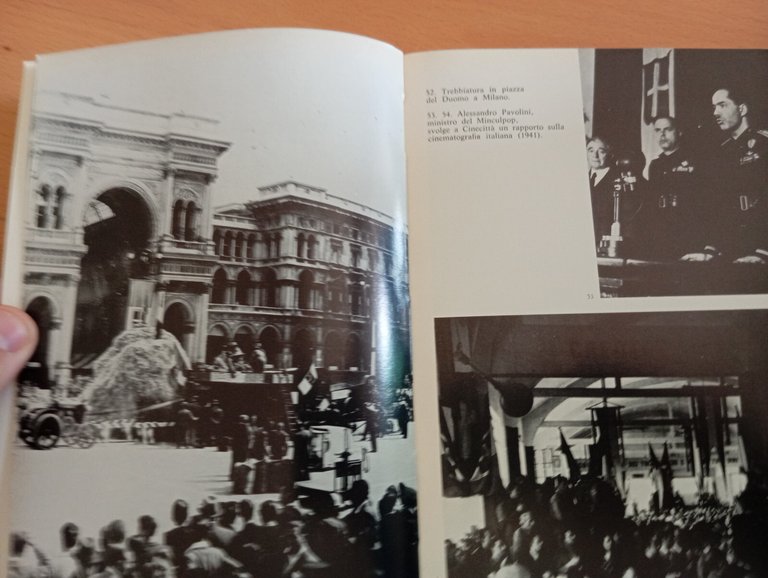 52. Trebbiatura in piazza
del Duomo a Milano.
53. 54. Alessandro Pavolini,
ministro del Minculpop,
svolge a Cinecittà un rapporto sulla
cinematografia italiana (1941).
53